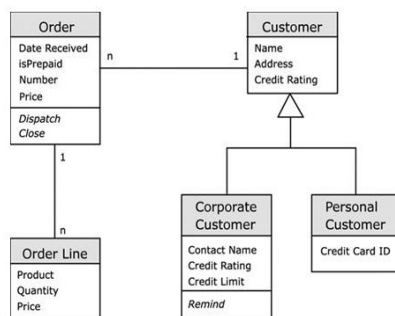 Order
Date Received
isPrepaid
Number
Price
Dispatch
Close
n
1
Customer
Name
Address
Credit Rating
1
n
Order Line
Product
Quantity
Price
Corporate
Customer
Contact Name
Credit Rating
Credit Limit
Remind
Personal
Customer
Credit Card ID